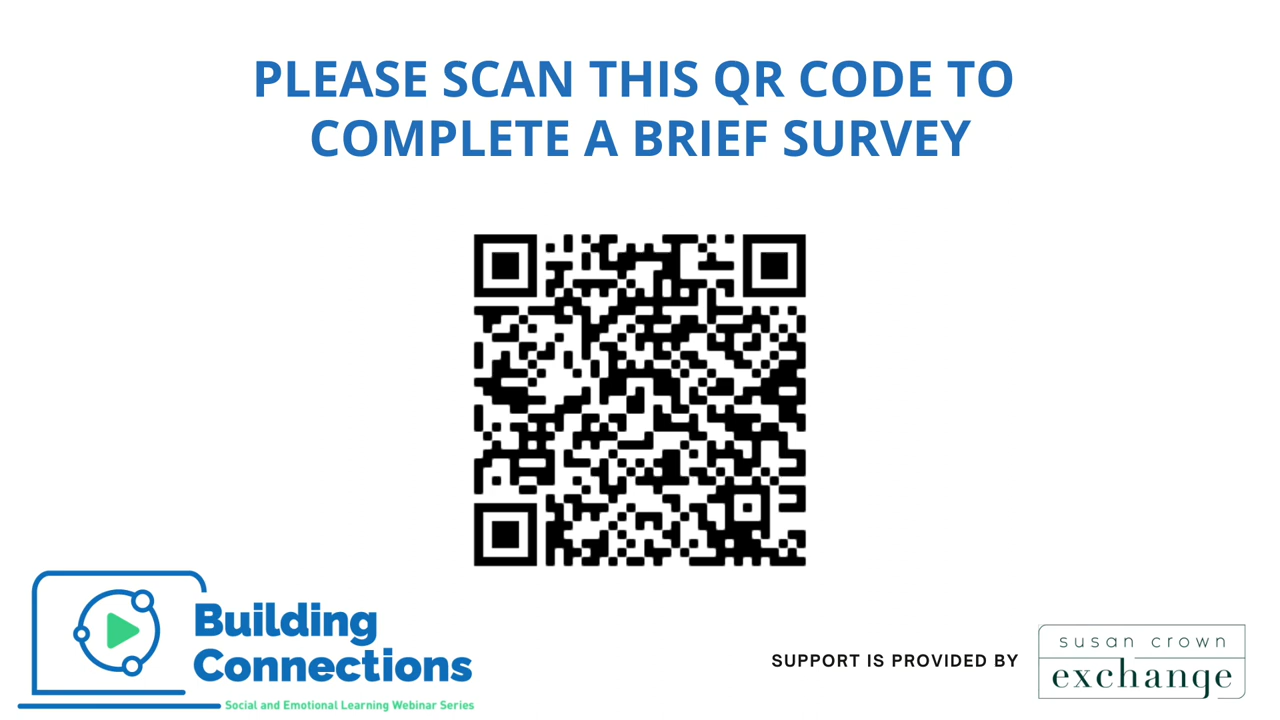 PLEASE SCAN THIS QR CODE TO
COMPLETE A BRIEF SURVEY
Building
Connections
Social and Emotional Learning Webinar Series
SUPPORT IS PROVIDED BY
susan crown
exchange